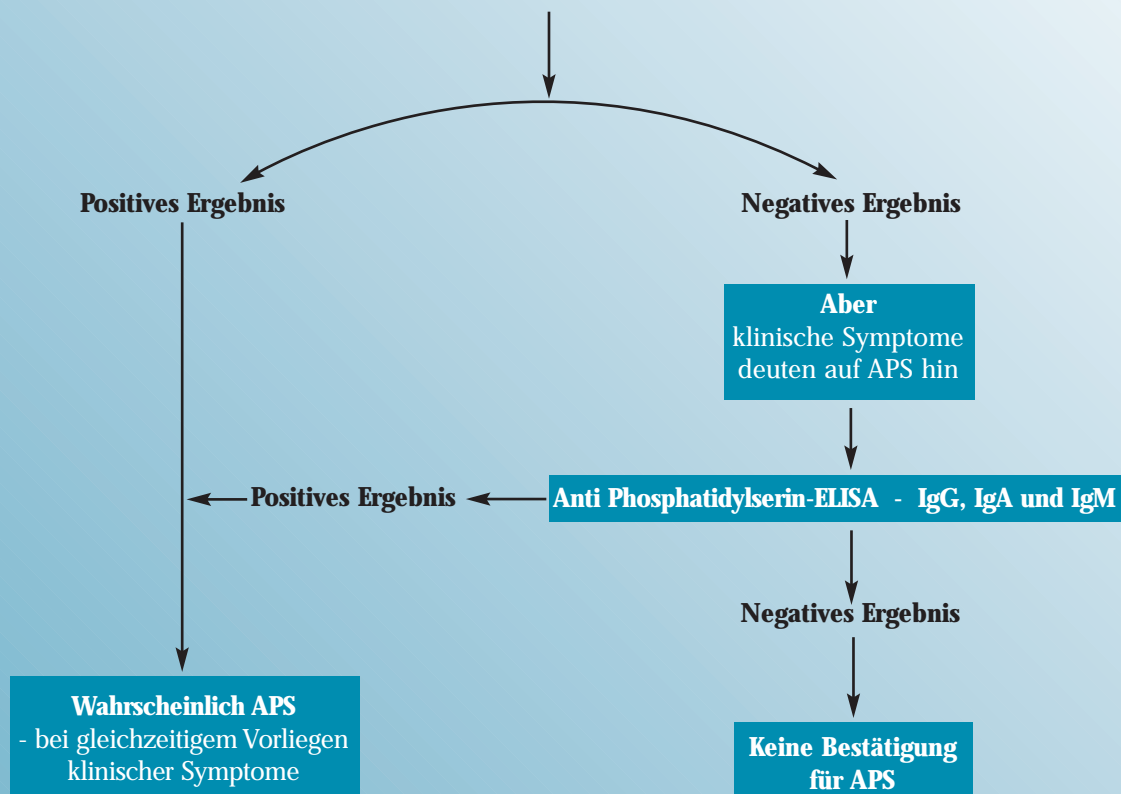 Positives Ergebnis
Negatives Ergebnis
Aber
klinische Symptome
deuten auf APS hin
Positives Ergebnis
Anti Phosphatidylserin-ELISA - IgG, IgA und IgM
Negatives Ergebnis
Wahrscheinlich APS
- bei gleichzeitigem Vorliegen
klinischer Symptome
Keine Bestätigung
für APS